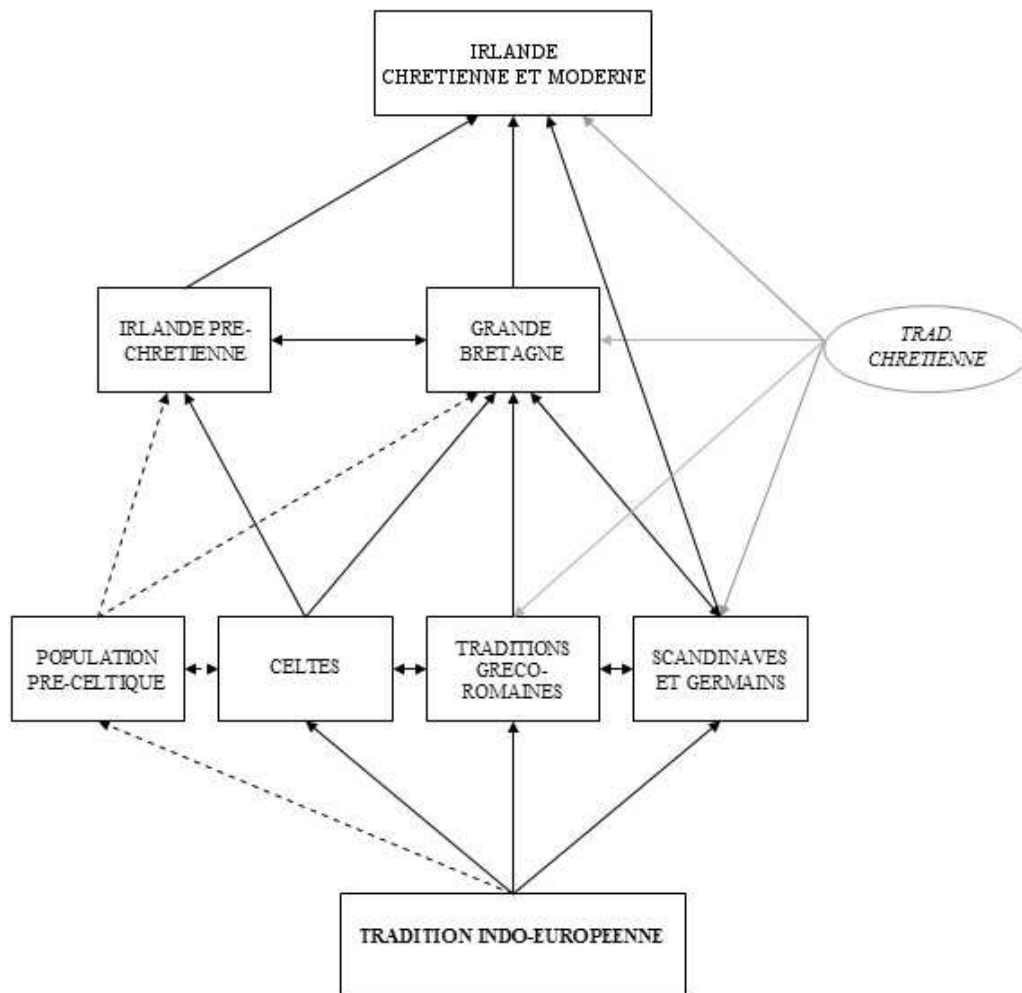 IRLANDE
CHRETIENNE ET MODERNE
IRLANDE PRE-
CHRETIENNE
GRANDE
BRETAGNE
TRAD.
CHRETIENNE
POPULATION
PRE-CELTIQUE
CELTES
TRADITIONS
GRECO-
ROMAINES
SCANDINAVES
ET GERMAINS
TRADITION INDO-EUROPEENNE